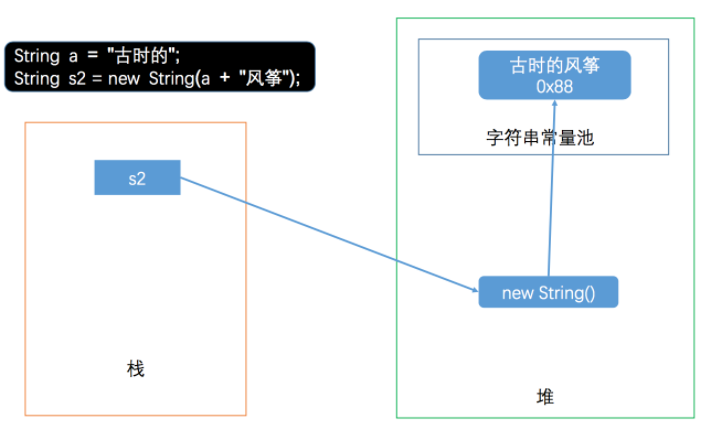 String a = "古时的";
String s2 = new String(a + "风筝");
古时的风筝
0x88
字符串常量池
s2
new String()
栈
堆